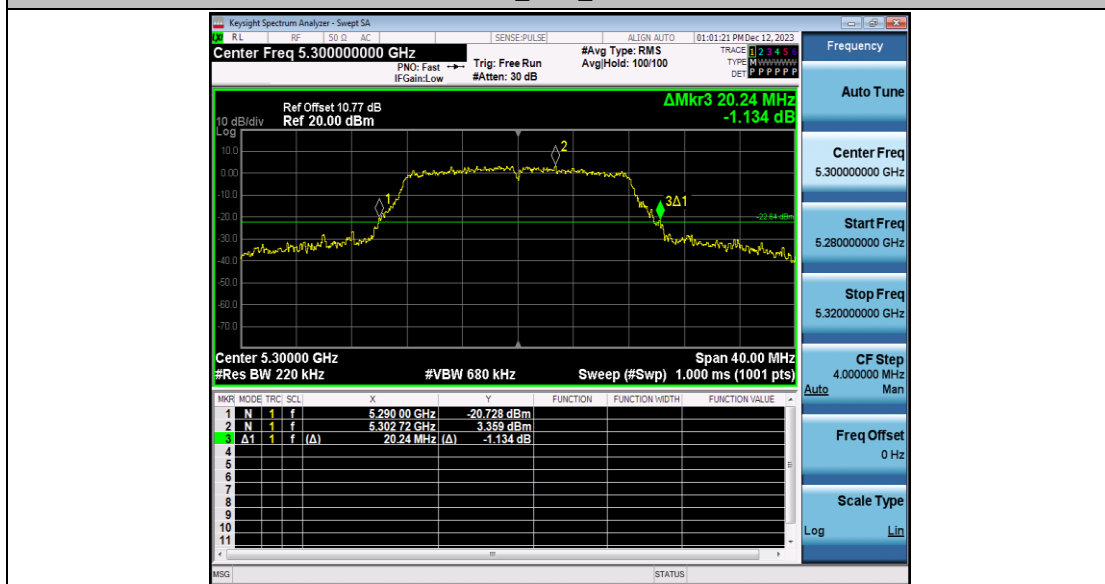 Keysight Spectrum Analyzer - Swept SA
RL RF 50 Ω AC SENSE:PULSE ALIGN AUTO 01:01:21 PM Dec 12, 2023
Center Freq 5.300000000 GHz
PNO: Fast
IFGain:Low
Trig: Free Run
#Atten: 30 dB
#Avg Type: RMS
Avg|Hold: 100/100
TRACE 1 2 3 4 5 6
TYPE M W W W W W
DET P P P P P P
Ref Offset 10.77 dB
10 dB/div Ref 20.00 dBm
Log
ΔMkr3 20.24 MHz
-1.134 dB
10.0
0.00
-10.0
-20.0
-30.0
-40.0
-50.0
-60.0
-70.0
1
2
3Δ1
-22.64 dBm
Center 5.30000 GHz Span 40.00 MHz
#Res BW 220 kHz #VBW 680 kHz Sweep (#Swp) 1.000 ms (1001 pts)
MKR MODE TRC SCL X Y FUNCTION FUNCTION WIDTH FUNCTION VALUE
1 N 1 f 5.290 00 GHz -20.728 dBm
2 N 1 f 5.302 72 GHz 3.359 dBm
3 Δ1 1 f (Δ) 20.24 MHz (Δ) -1.134 dB
4
5
6
7
8
9
10
11
MSG STATUS
Frequency
Auto Tune
Center Freq
5.300000000 GHz
Start Freq
5.280000000 GHz
Stop Freq
5.320000000 GHz
CF Step
4.000000 MHz
Auto Man
Freq Offset
0 Hz
Scale Type
Log Lin